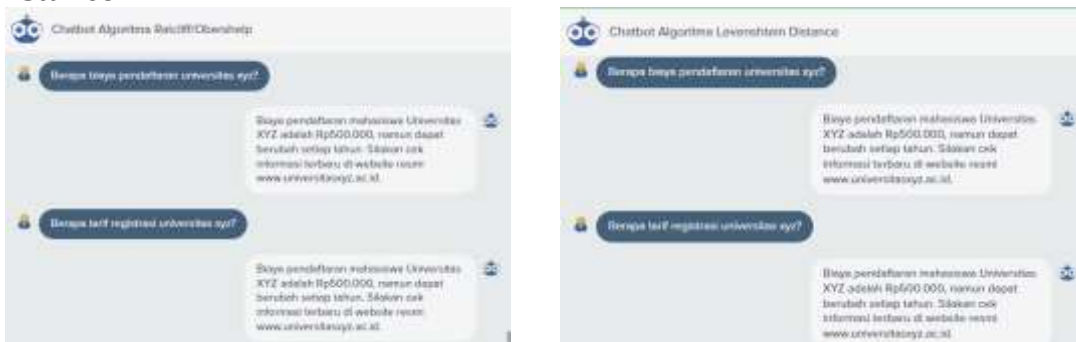 Chatbot Algoritma Ratcliff/Obershelp
Berapa biaya pendaftaran universitas xyz?
Biaya pendaftaran mahasiswa Universitas
XYZ adalah Rp500.000, namun dapat
berubah setiap tahun. Silakan cek
informasi terbaru di website resmi
www.universitasxyz.ac.id.
Berapa tarif registrasi universitas xyz?
Biaya pendaftaran mahasiswa Universitas
XYZ adalah Rp500.000, namun dapat
berubah setiap tahun. Silakan cek
informasi terbaru di website resmi
www.universitasxyz.ac.id.
Chatbot Algoritma Levenshtein Distance
Berapa biaya pendaftaran universitas xyz?
Biaya pendaftaran mahasiswa Universitas
XYZ adalah Rp500.000, namun dapat
berubah setiap tahun. Silakan cek
informasi terbaru di website resmi
www.universitasxyz.ac.id.
Berapa tarif registrasi universitas xyz?
Biaya pendaftaran mahasiswa Universitas
XYZ adalah Rp500.000, namun dapat
berubah setiap tahun. Silakan cek
informasi terbaru di website resmi
www.universitasxyz.ac.id.